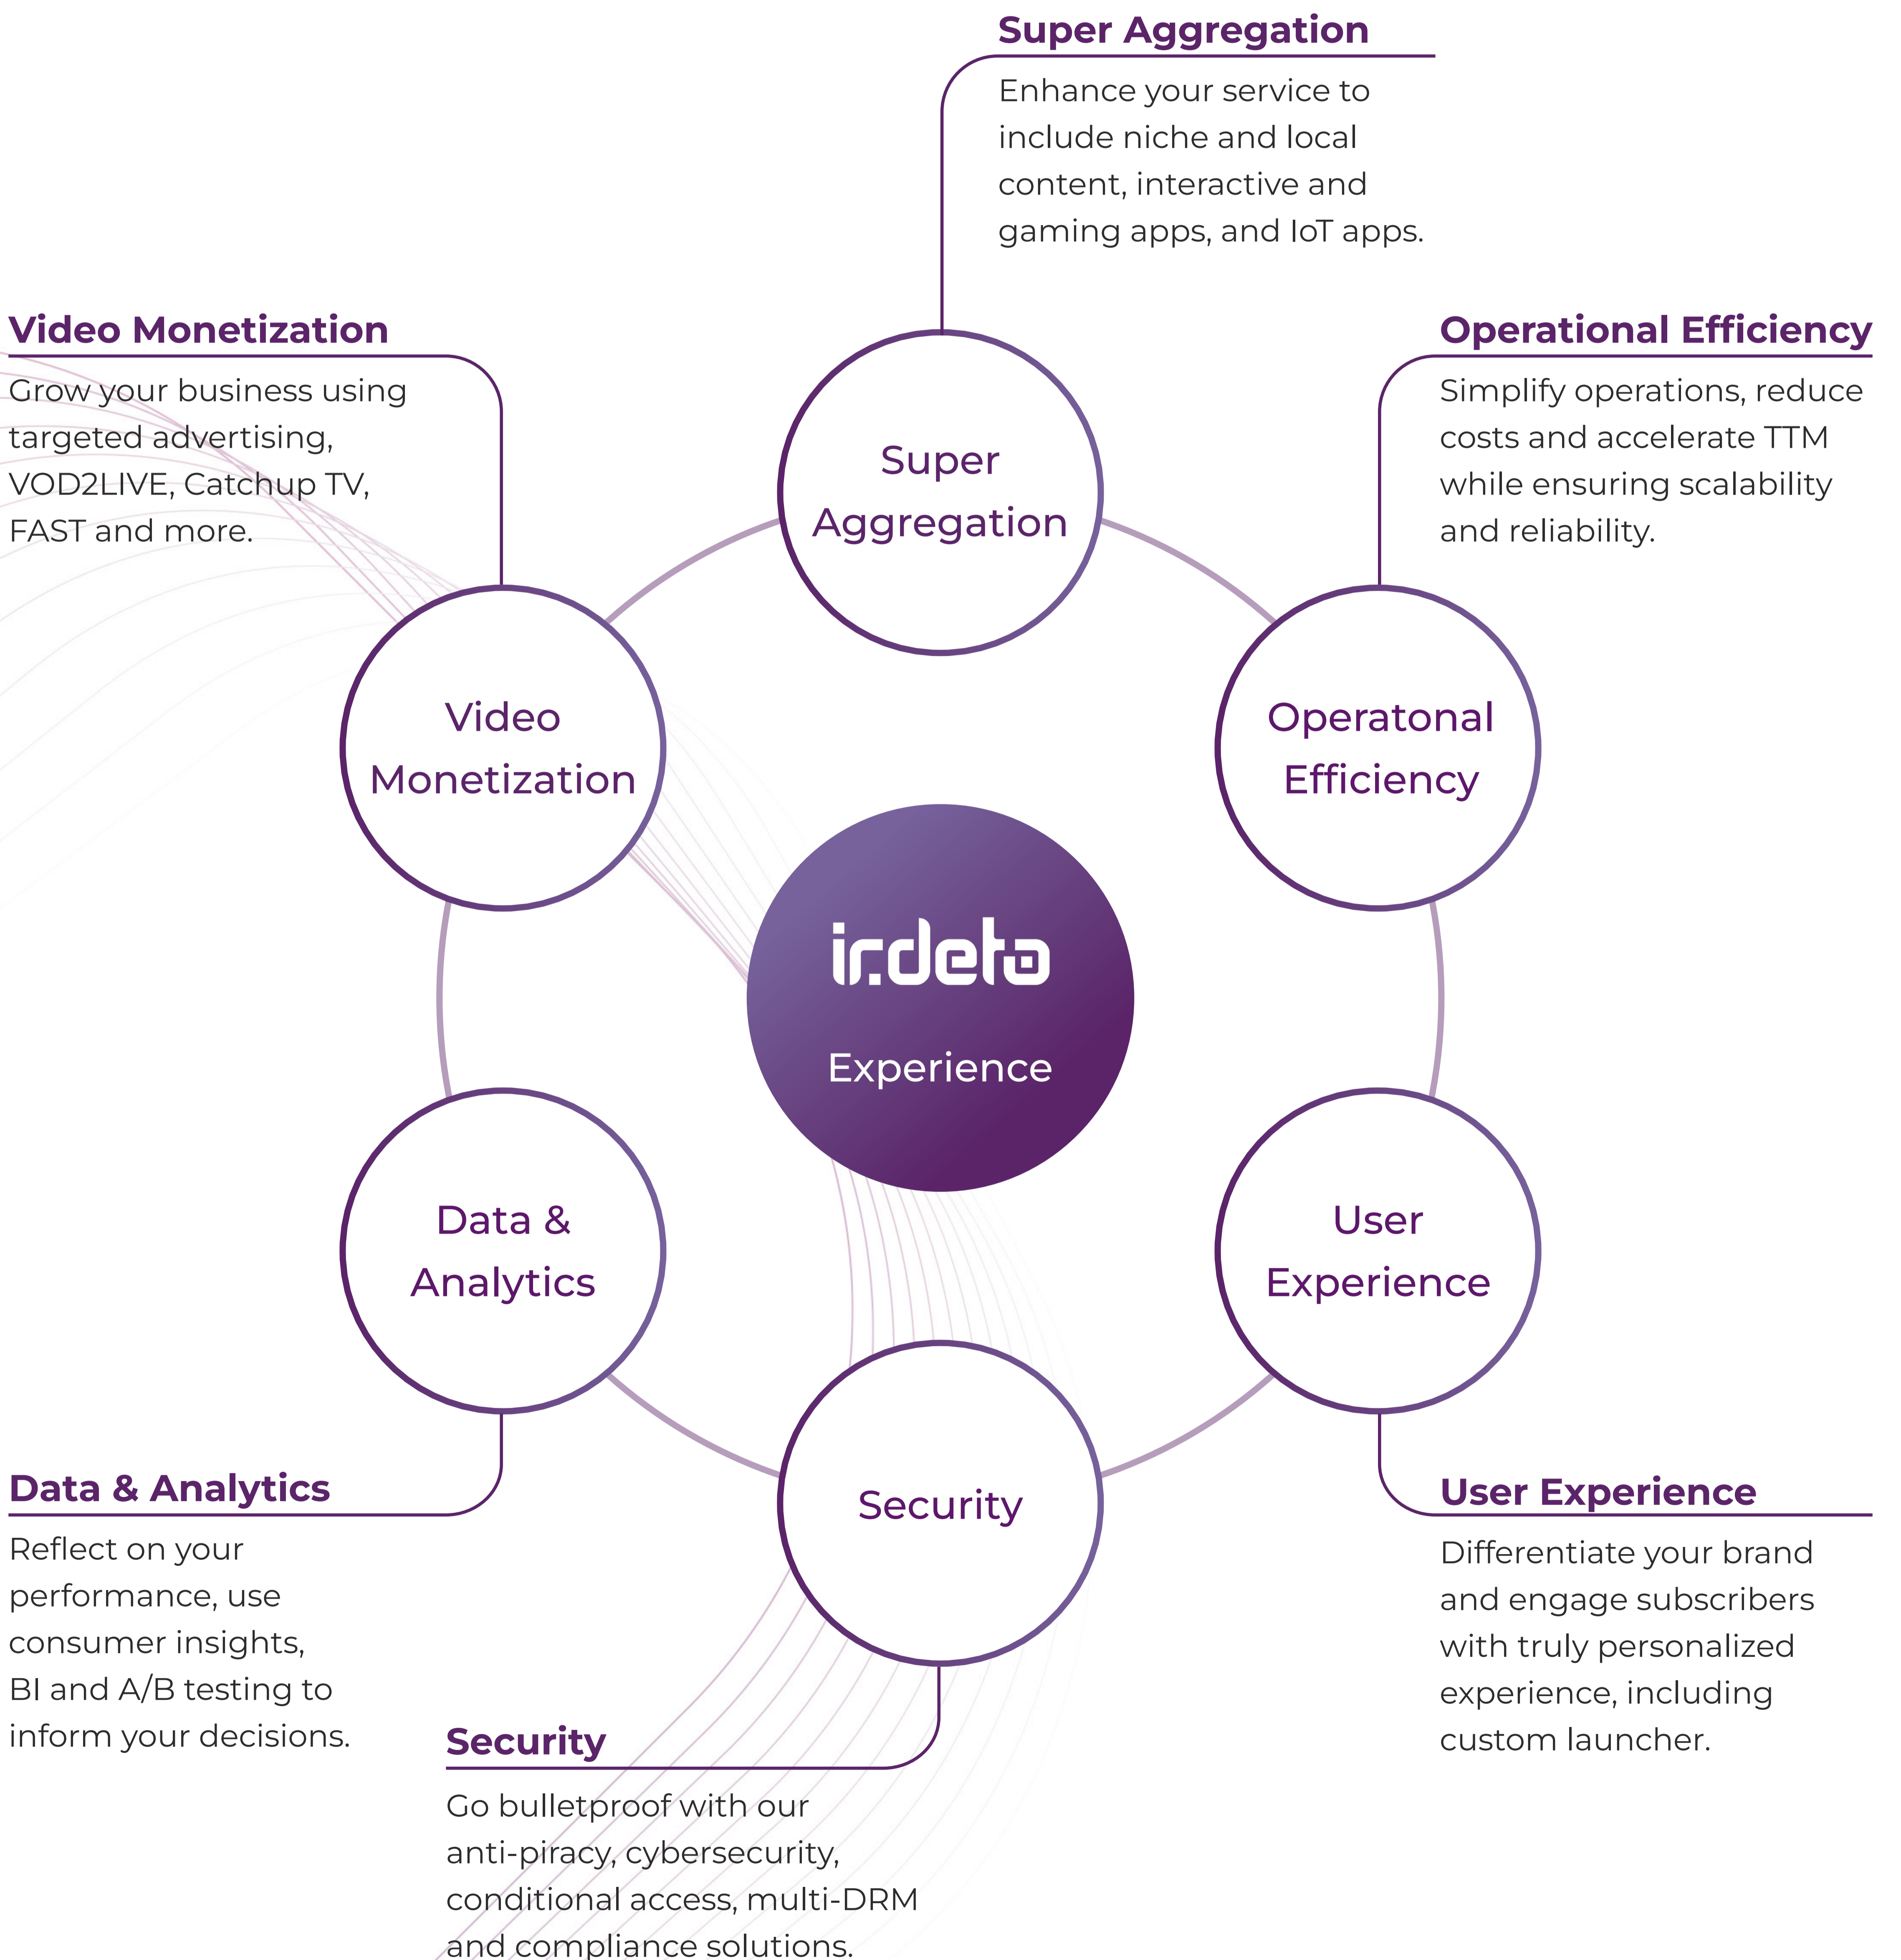 Super Aggregation
Enhance your service to
include niche and local
content, interactive and
gaming apps, and IoT apps.
Video Monetization
Grow your business using
targeted advertising,
VOD2LIVE, Catchup TV,
FAST and more.
Operational Efficiency
Simplify operations, reduce
costs and accelerate TTM
while ensuring scalability
and reliability.
Super
Aggregation
Video
Monetization
Operatonal
Efficiency
irdeto
Experience
Data &
Analytics
User
Experience
Security
Data & Analytics
Reflect on your
performance, use
consumer insights,
BI and A/B testing to
inform your decisions.
User Experience
Differentiate your brand
and engage subscribers
with truly personalized
experience, including
custom launcher.
Security
Go bulletproof with our
anti-piracy, cybersecurity,
conditional access, multi-DRM
and compliance solutions.